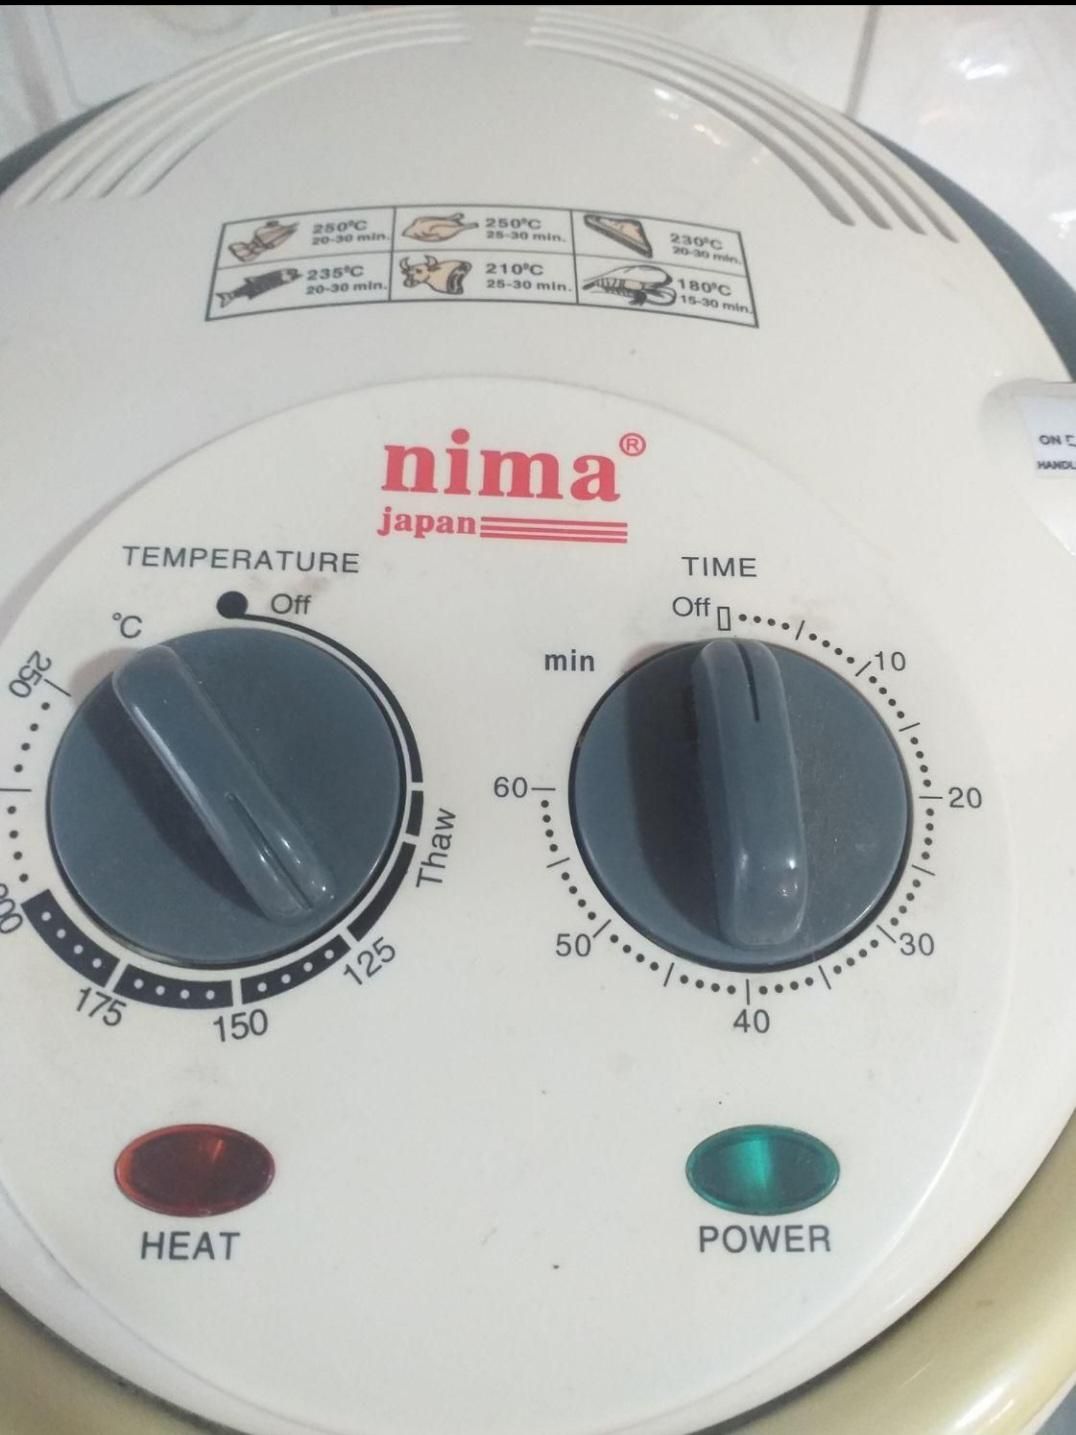 250°C
20-30 min.
250°C
25-30 min.
230°C
20-30 min.
235°C
20-30 min.
210°C
25-30 min.
180°C
15-30 min.
ON
nima®
japan
TEMPERATURE
Off
°C
250
Thaw
125
150
175
TIME
Off
min
10
20
30
40
50
60
HEAT
POWER